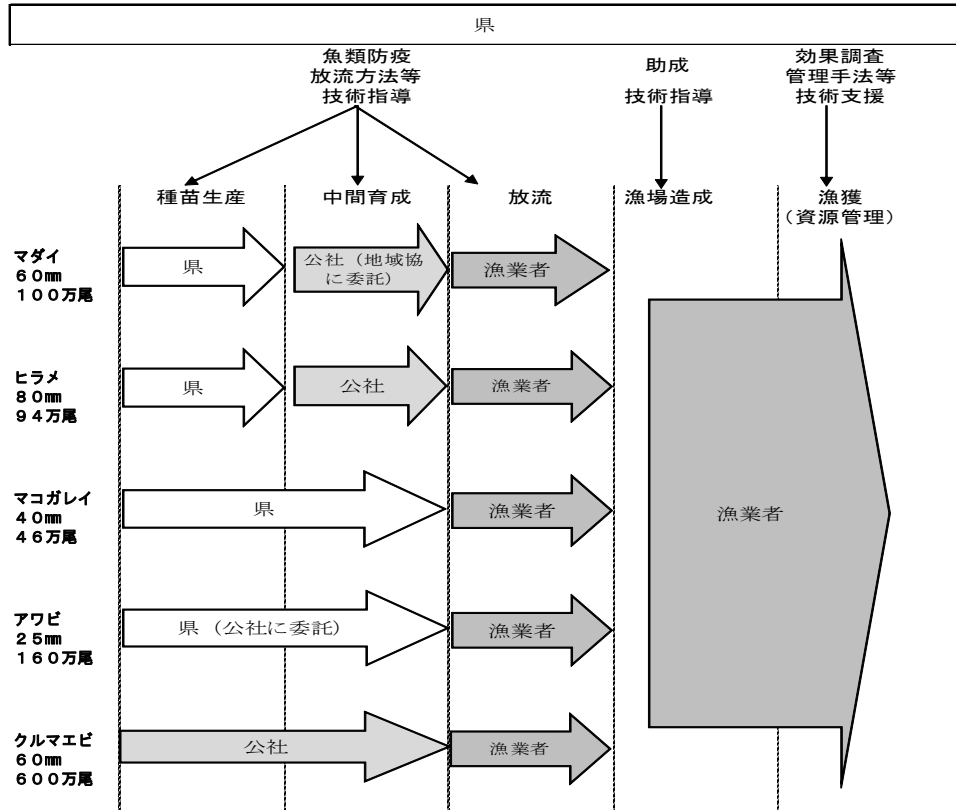 県
魚類防疫
放流方法等
技術指導
助成
技術指導
効果調査
管理手法等
技術支援
種苗生産
中間育成
放流
漁場造成
漁獲
（資源管理）
マダイ
６０㎜
１００万尾
県
公社（地域協
に委託）
漁業者
ヒラメ
８０㎜
９４万尾
県
公社
漁業者
マコガレイ
４０㎜
４６万尾
県
漁業者
漁業者
アワビ
２５㎜
１６０万尾
県（公社に委託）
漁業者
クルマエビ
６０㎜
６００万尾
公社
漁業者